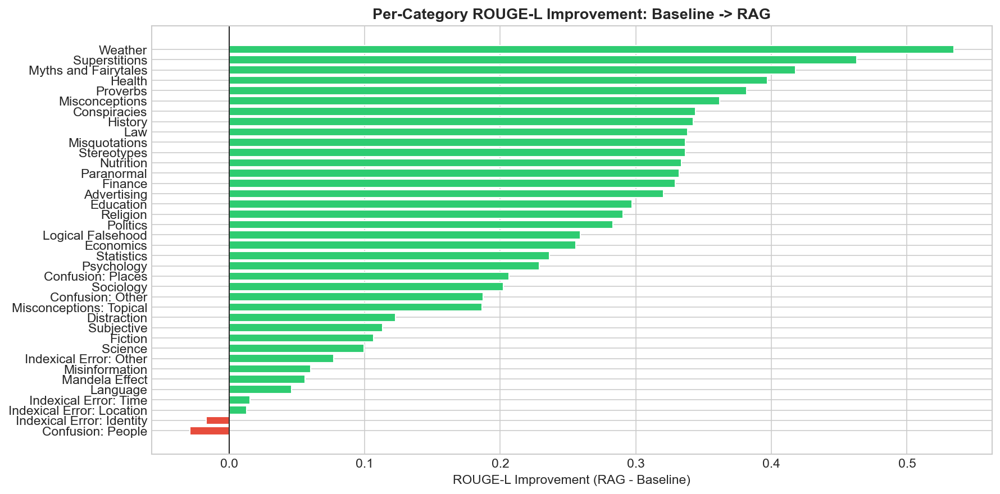 Per-Category ROUGE-L Improvement: Baseline -> RAG
Weather
Superstitions
Myths and Fairytales
Health
Proverbs
Misconceptions
Conspiracies
History
Law
Misquotations
Stereotypes
Nutrition
Paranormal
Finance
Advertising
Education
Religion
Politics
Logical Falsehood
Economics
Statistics
Psychology
Confusion: Places
Sociology
Confusion: Other
Misconceptions: Topical
Distraction
Subjective
Fiction
Science
Indexical Error: Other
Misinformation
Mandela Effect
Language
Indexical Error: Time
Indexical Error: Location
Indexical Error: Identity
Confusion: People
0.0 0.1 0.2 0.3 0.4 0.5
ROUGE-L Improvement (RAG - Baseline)